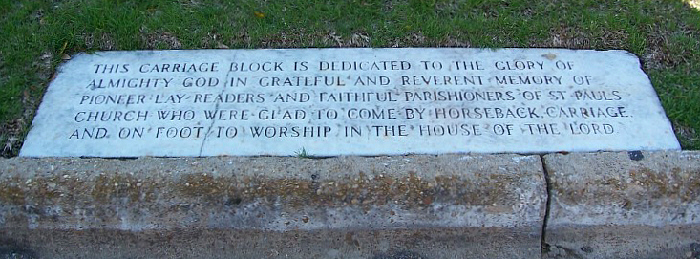 THIS CARRIAGE BLOCK IS DEDICATED TO THE GLORY OF
ALMIGHTY GOD IN GRATEFUL AND REVERENT MEMORY OF
PIONEER LAY READERS AND FAITHFUL PARISHIONERS OF ST. PAULS
CHURCH WHO WERE GLAD TO COME BY HORSEBACK, CARRIAGE,
AND ON FOOT TO WORSHIP IN THE HOUSE OF THE LORD.